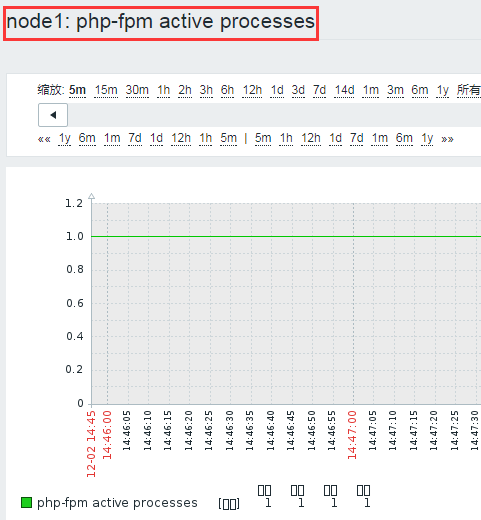 node1: php-fpm active processes
缩放: 5m 15m 30m 1h 2h 3h 6h 12h 1d 3d 7d 14d 1m 3m 6m 1y 所有
«« 1y 6m 1m 7d 1d 12h 1h 5m | 5m 1h 12h 1d 7d 1m 6m 1y »»
1.2
1.0
0.8
0.6
0.4
0.2
0
12-02 14:45 14:46:00 14:46:05 14:46:10 14:46:15 14:46:20 14:46:25 14:46:30 14:46:35 14:46:40 14:46:45 14:46:50 14:46:55 14:47:00 14:47:05 14:47:10 14:47:15 14:47:20 14:47:25 14:47:30
php-fpm active processes [□□] 1 1 1 1